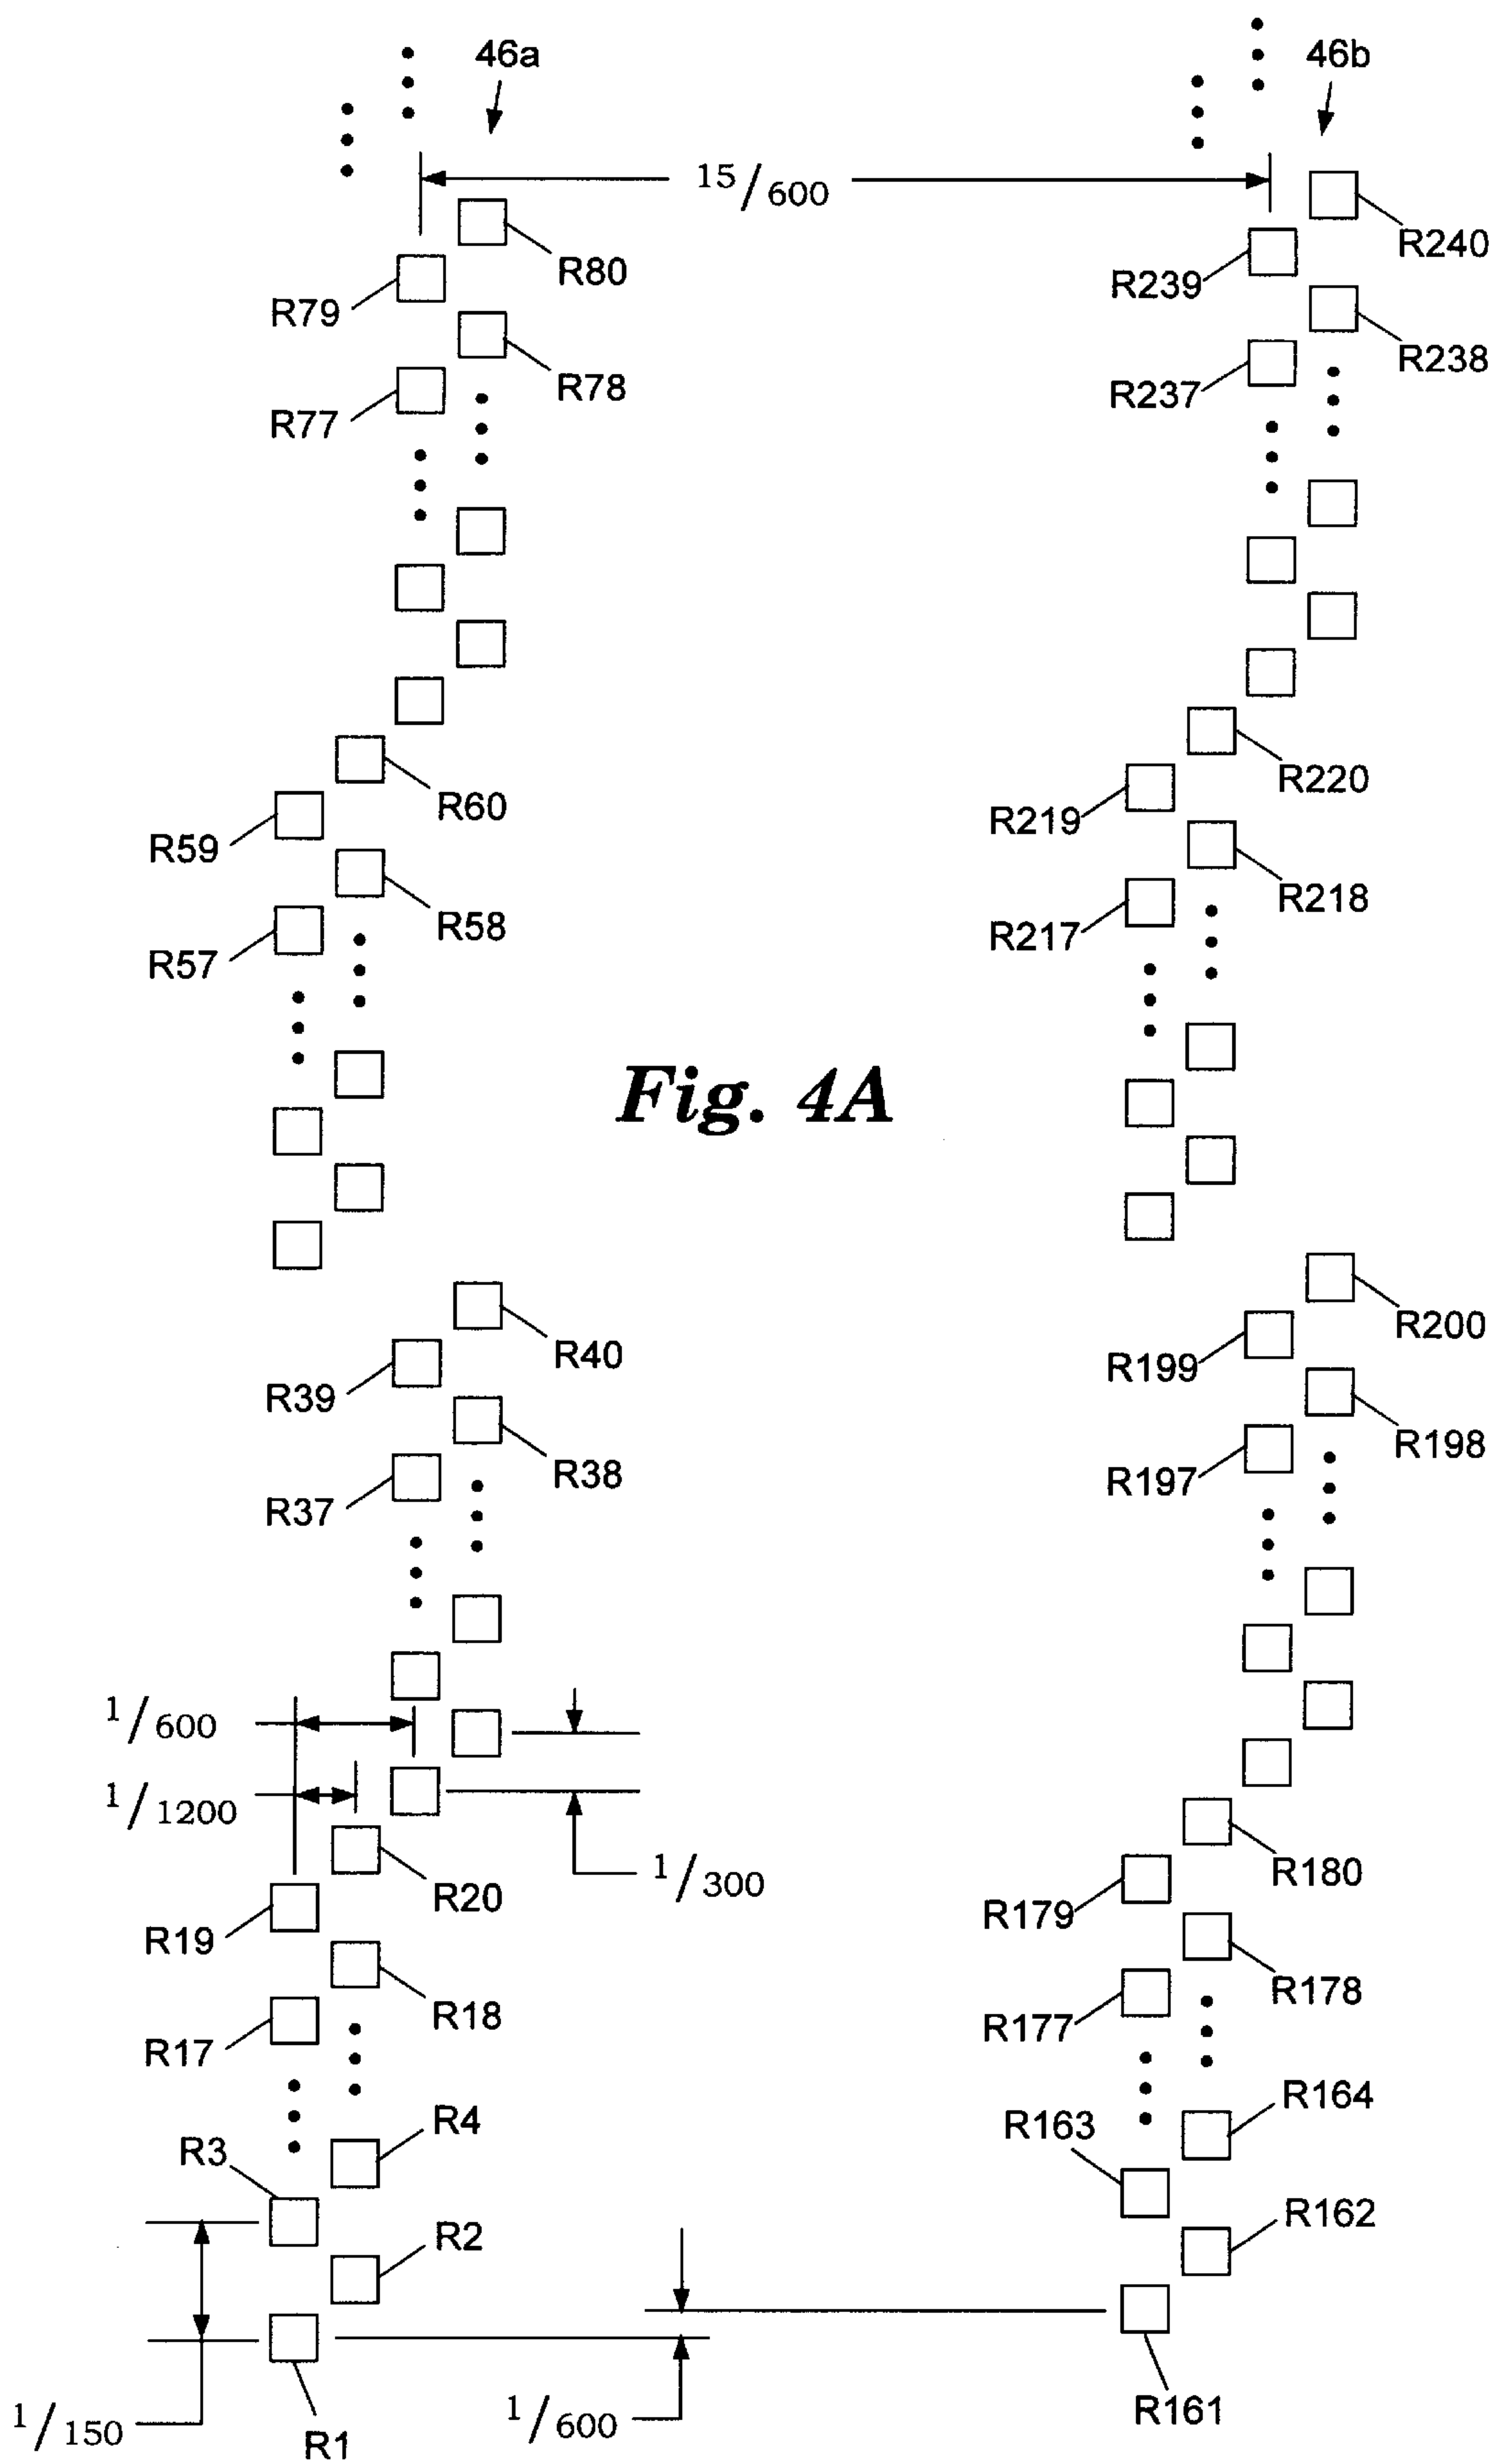 46a
46b
15/600
R80
R240
R79
R239
R78
R238
R77
R237
R60
R220
R59
R219
R58
R218
R57
R217
Fig. 4A
R40
R200
R39
R199
R38
R198
R37
R197
1/600
1/1200
R20
R180
1/300
R19
R179
R18
R178
R17
R177
R4
R164
R3
R163
R2
R162
R161
1/150
1/600
R1